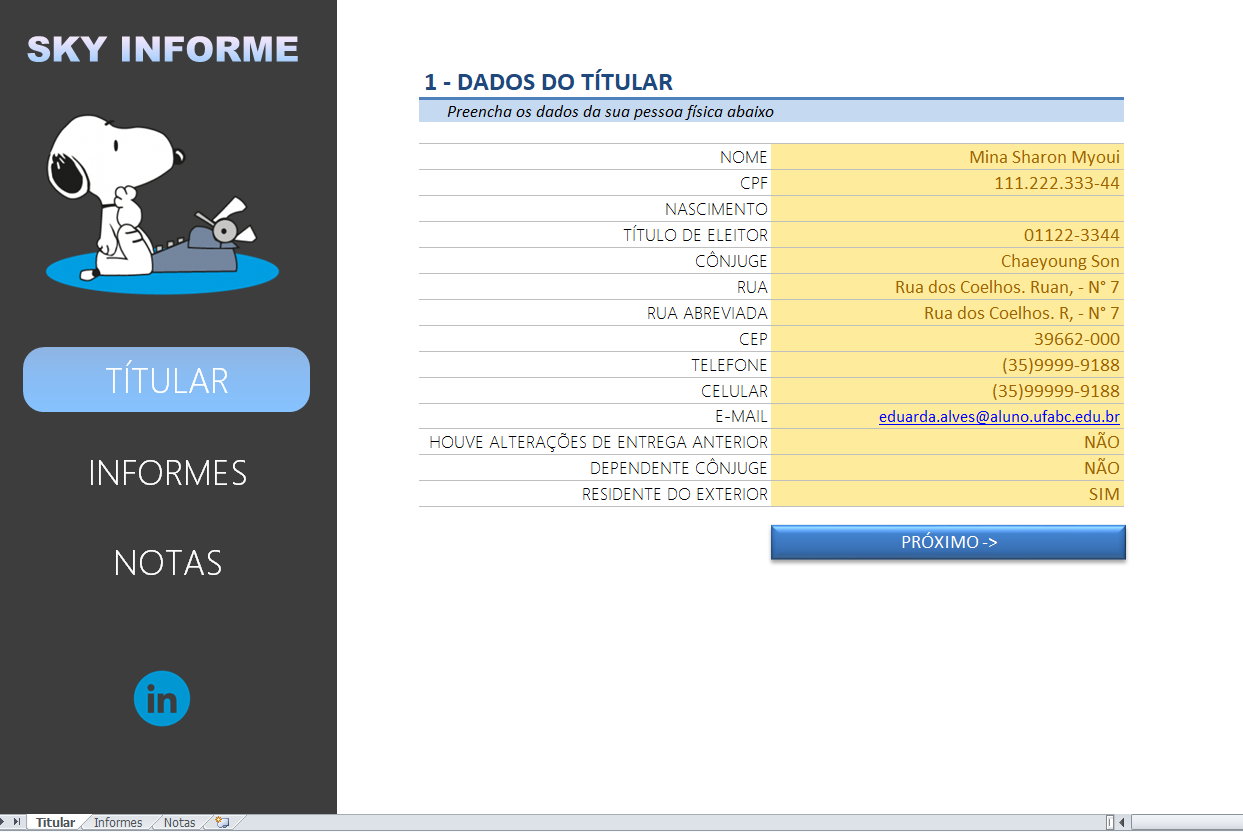 SKY INFORME
TÍTULAR
INFORMES
NOTAS
in
1 - DADOS DO TÍTULAR
Preencha os dados da sua pessoa física abaixo
NOME Mina Sharon Myoui
CPF 111.222.333-44
NASCIMENTO
TÍTULO DE ELEITOR 01122-3344
CÔNJUGE Chaeyoung Son
RUA Rua dos Coelhos. Ruan, - N° 7
RUA ABREVIADA Rua dos Coelhos. R, - N° 7
CEP 39662-000
TELEFONE (35)9999-9188
CELULAR (35)99999-9188
E-MAIL eduarda.alves@aluno.ufabc.edu.br
HOUVE ALTERAÇÕES DE ENTREGA ANTERIOR NÃO
DEPENDENTE CÔNJUGE NÃO
RESIDENTE DO EXTERIOR SIM
PRÓXIMO ->
Titular Informes Notas